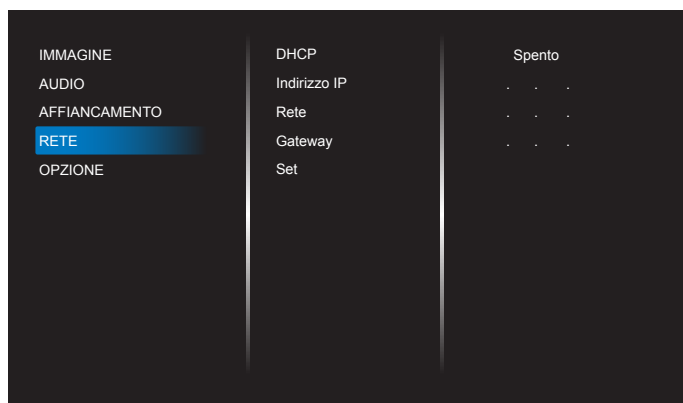 IMMAGINE DHCP Spento
AUDIO Indirizzo IP . . .
AFFIANCAMENTO Rete . . .
RETE Gateway . . .
OPZIONE Set